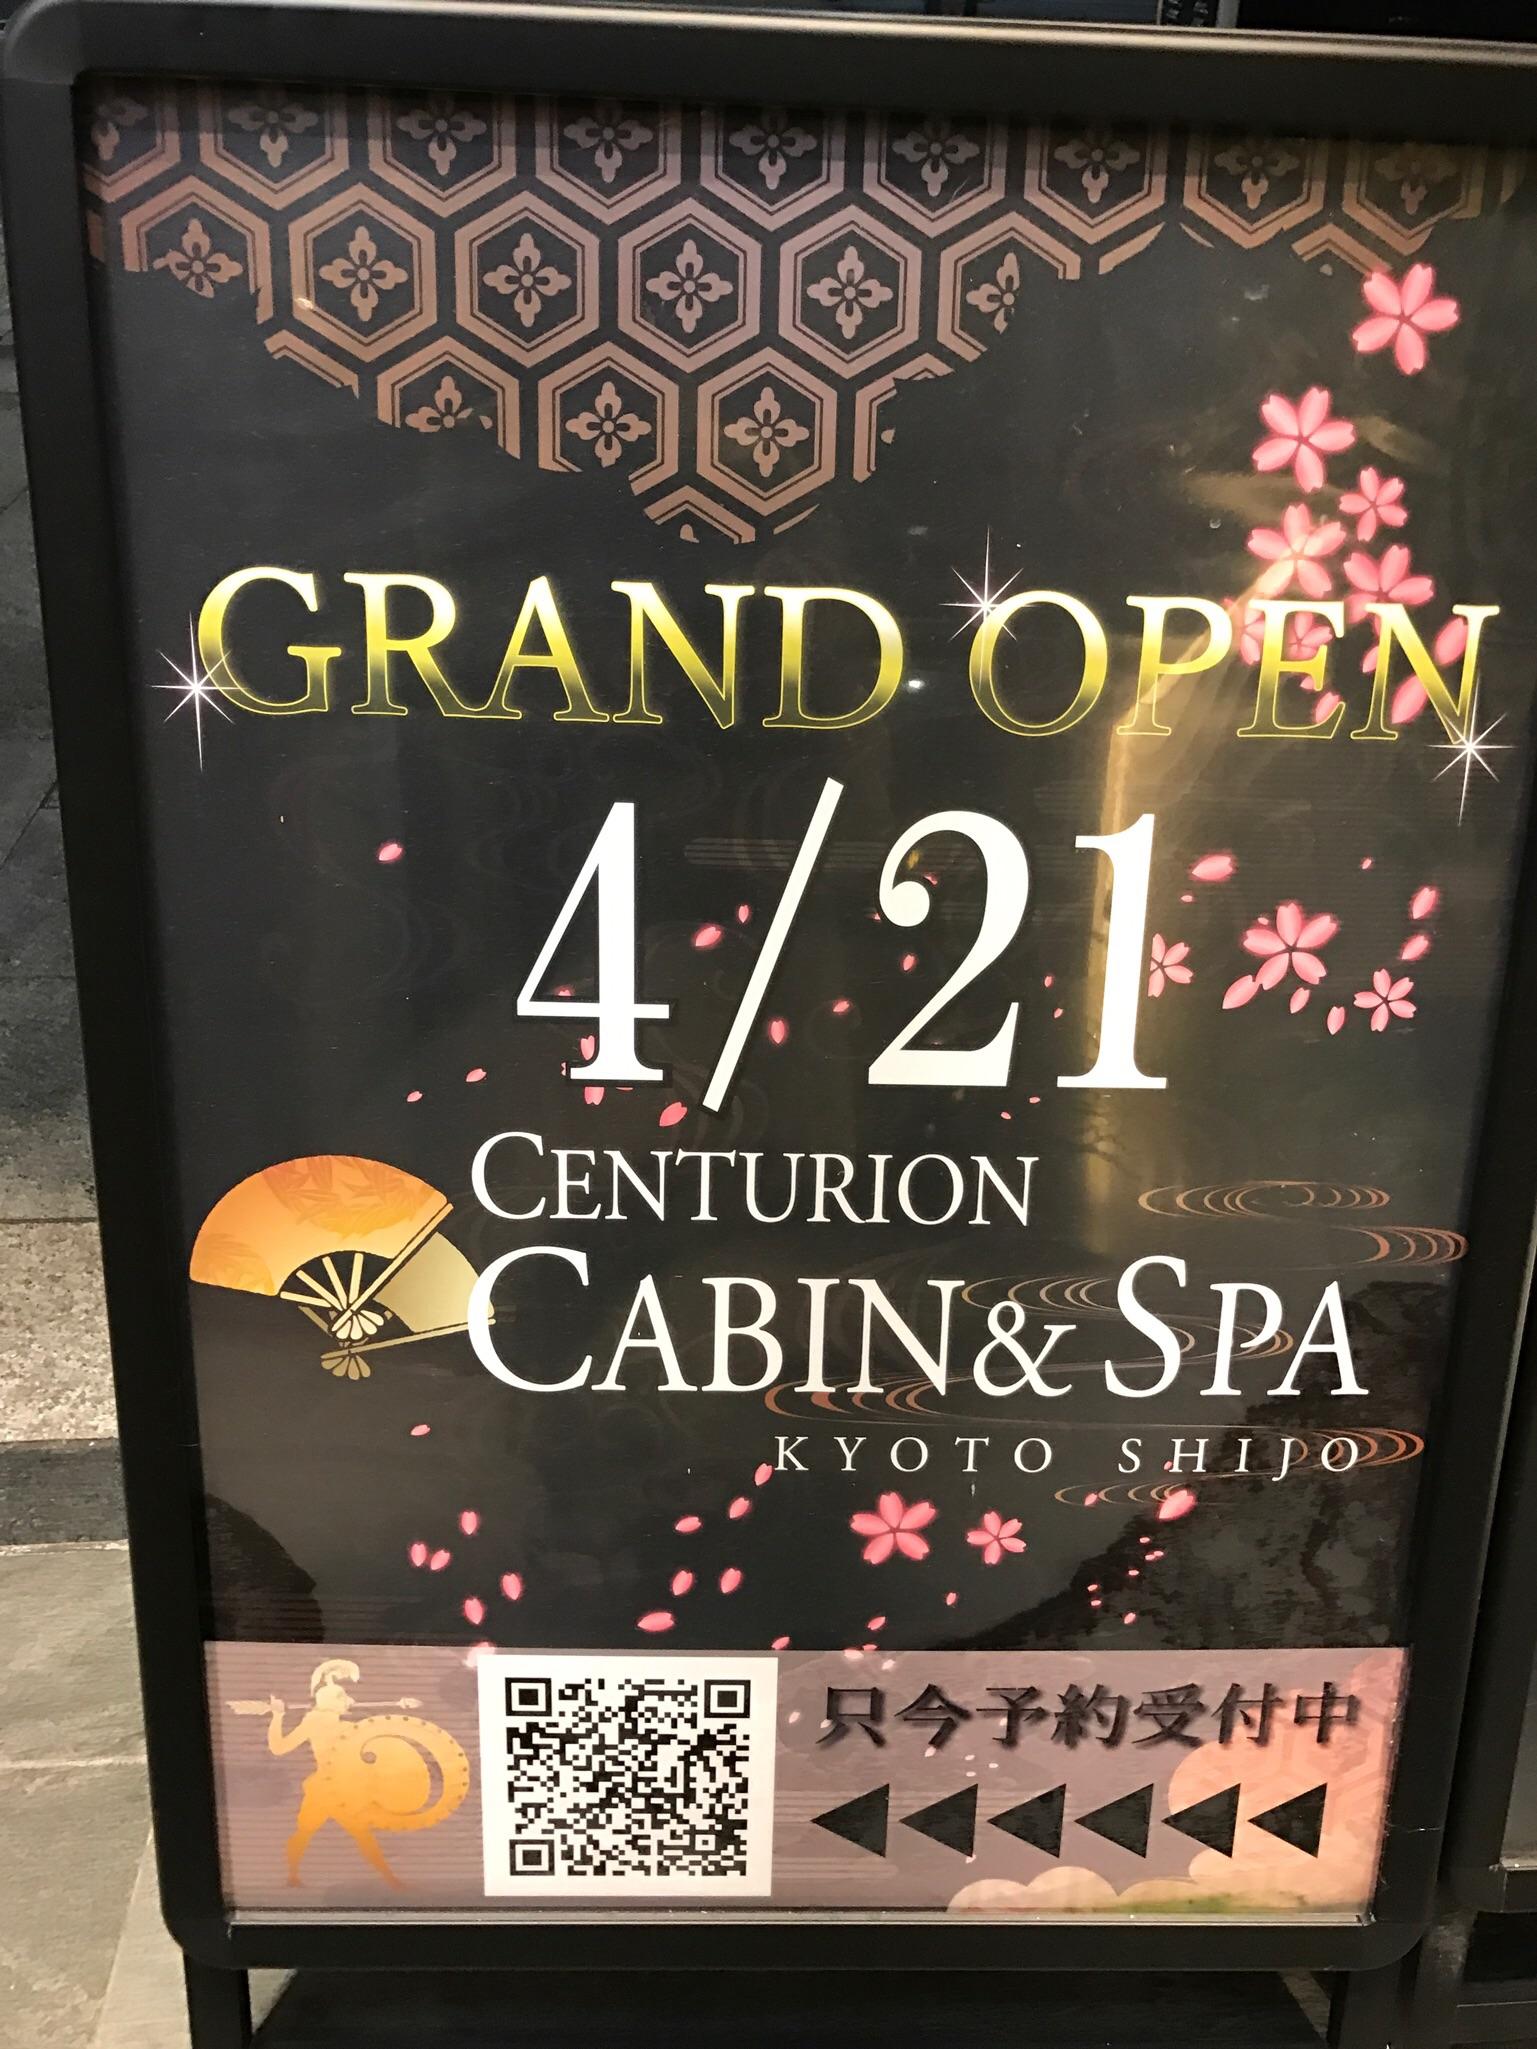 GRAND OPEN
4/21
CENTURION
CABIN & SPA
KYOTO SHIJO
只今予約受付中